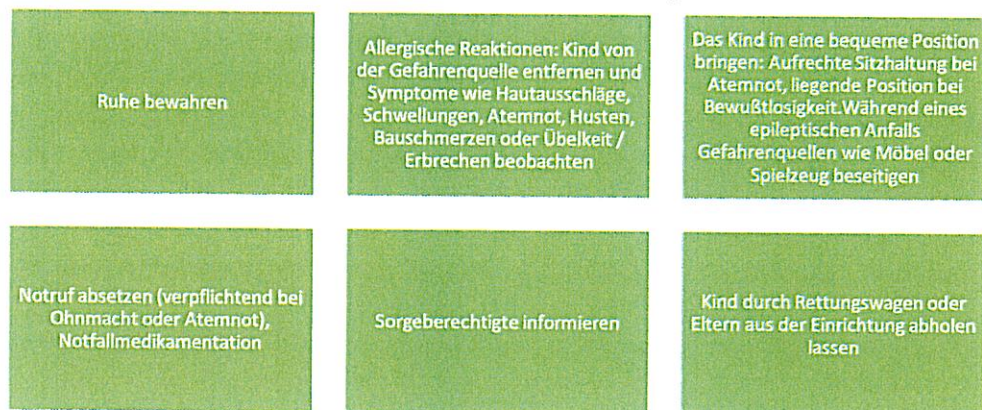 Ruhe bewahren
Allergische Reaktionen: Kind von
der Gefahrenquelle entfernen und
Symptome wie Hautausschläge,
Schwellungen, Atemnot, Husten,
Bauschmerzen oder Übelkeit /
Erbrechen beobachten
Das Kind in eine bequeme Position
bringen: Aufrechte Sitzhaltung bei
Atemnot, liegende Position bei
Bewußtlosigkeit.Während eines
epileptischen Anfalls
Gefahrenquellen wie Möbel oder
Spielzeug beseitigen
Notruf absetzen (verpflichtend bei
Ohnmacht oder Atemnot),
Notfallmedikamentation
Sorgeberechtigte informieren
Kind durch Rettungswagen oder
Eltern aus der Einrichtung abholen
lassen